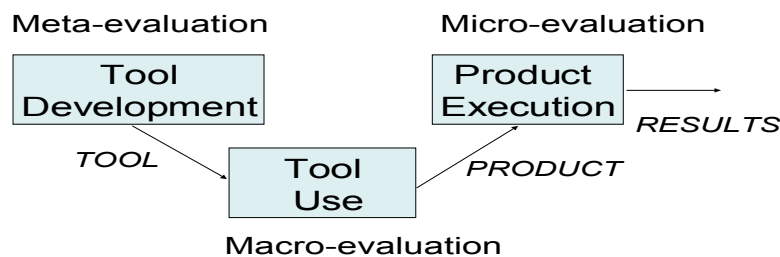 Meta-evaluation
Micro-evaluation
Tool
Development
Product
Execution
RESULTS
TOOL
Tool
Use
PRODUCT
Macro-evaluation